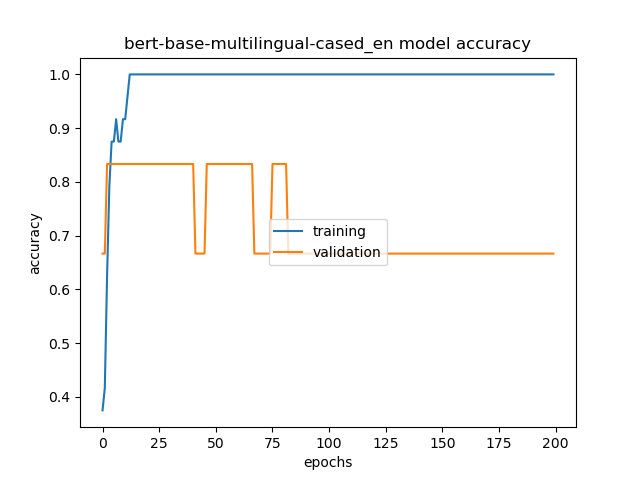 bert-base-multilingual-cased_en model accuracy
1.0
0.9
0.8
0.7
0.6
0.5
0.4
accuracy
training
validation
0 25 50 75 100 125 150 175 200
epochs